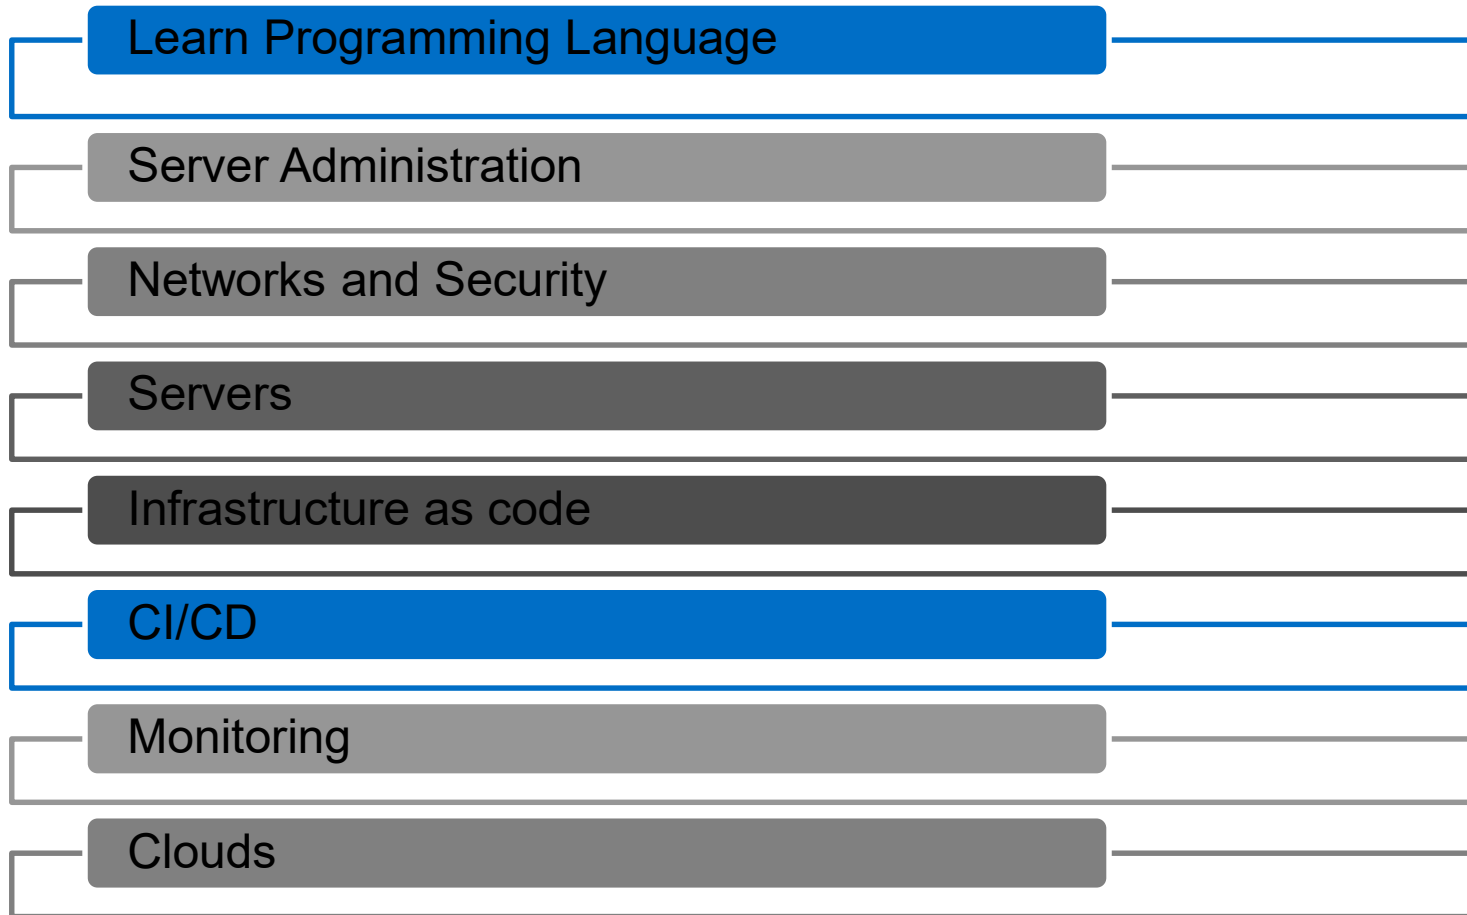 Learn Programming Language
Server Administration
Networks and Security
Servers
Infrastructure as code
CI/CD
Monitoring
Clouds